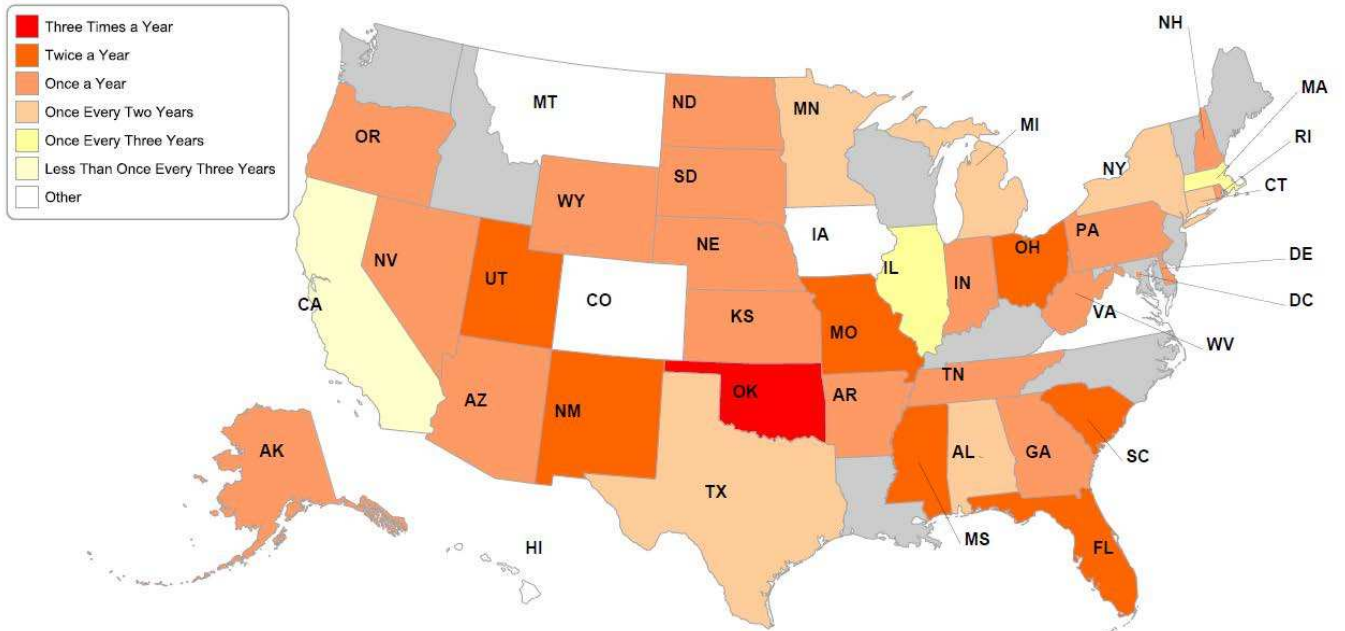 Three Times a Year
Twice a Year
Once a Year
Once Every Two Years
Once Every Three Years
Less Than Once Every Three Years
Other
NH
MA
MT
ND
MN
MI
RI
OR
NY
CT
SD
WY
IA
PA
OH
NE
DE
NV
UT
IL
IN
DC
CA
CO
KS
MO
VA
WV
TN
AZ
NM
OK
AR
AK
AL
GA
SC
TX
HI
MS
FL